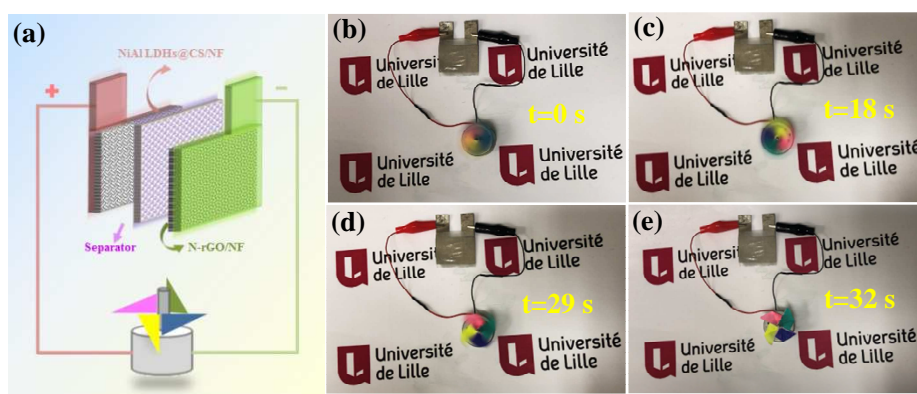 (a)
NiAl LDHs@CS/NF
+
−
Separator
N-rGO/NF
(b)
Université
de Lille
Université
de Lille
t=0 s
Université
de Lille
Université
de Lille
(c)
Université
de Lille
Université
de Lille
t=18 s
Université
de Lille
Université
de Lille
(d)
Université
de Lille
Université
de Lille
t=29 s
Université
de Lille
Université
de Lille
(e)
Université
de Lille
Université
de Lille
t=32 s
Université
de Lille
Université
de Lille